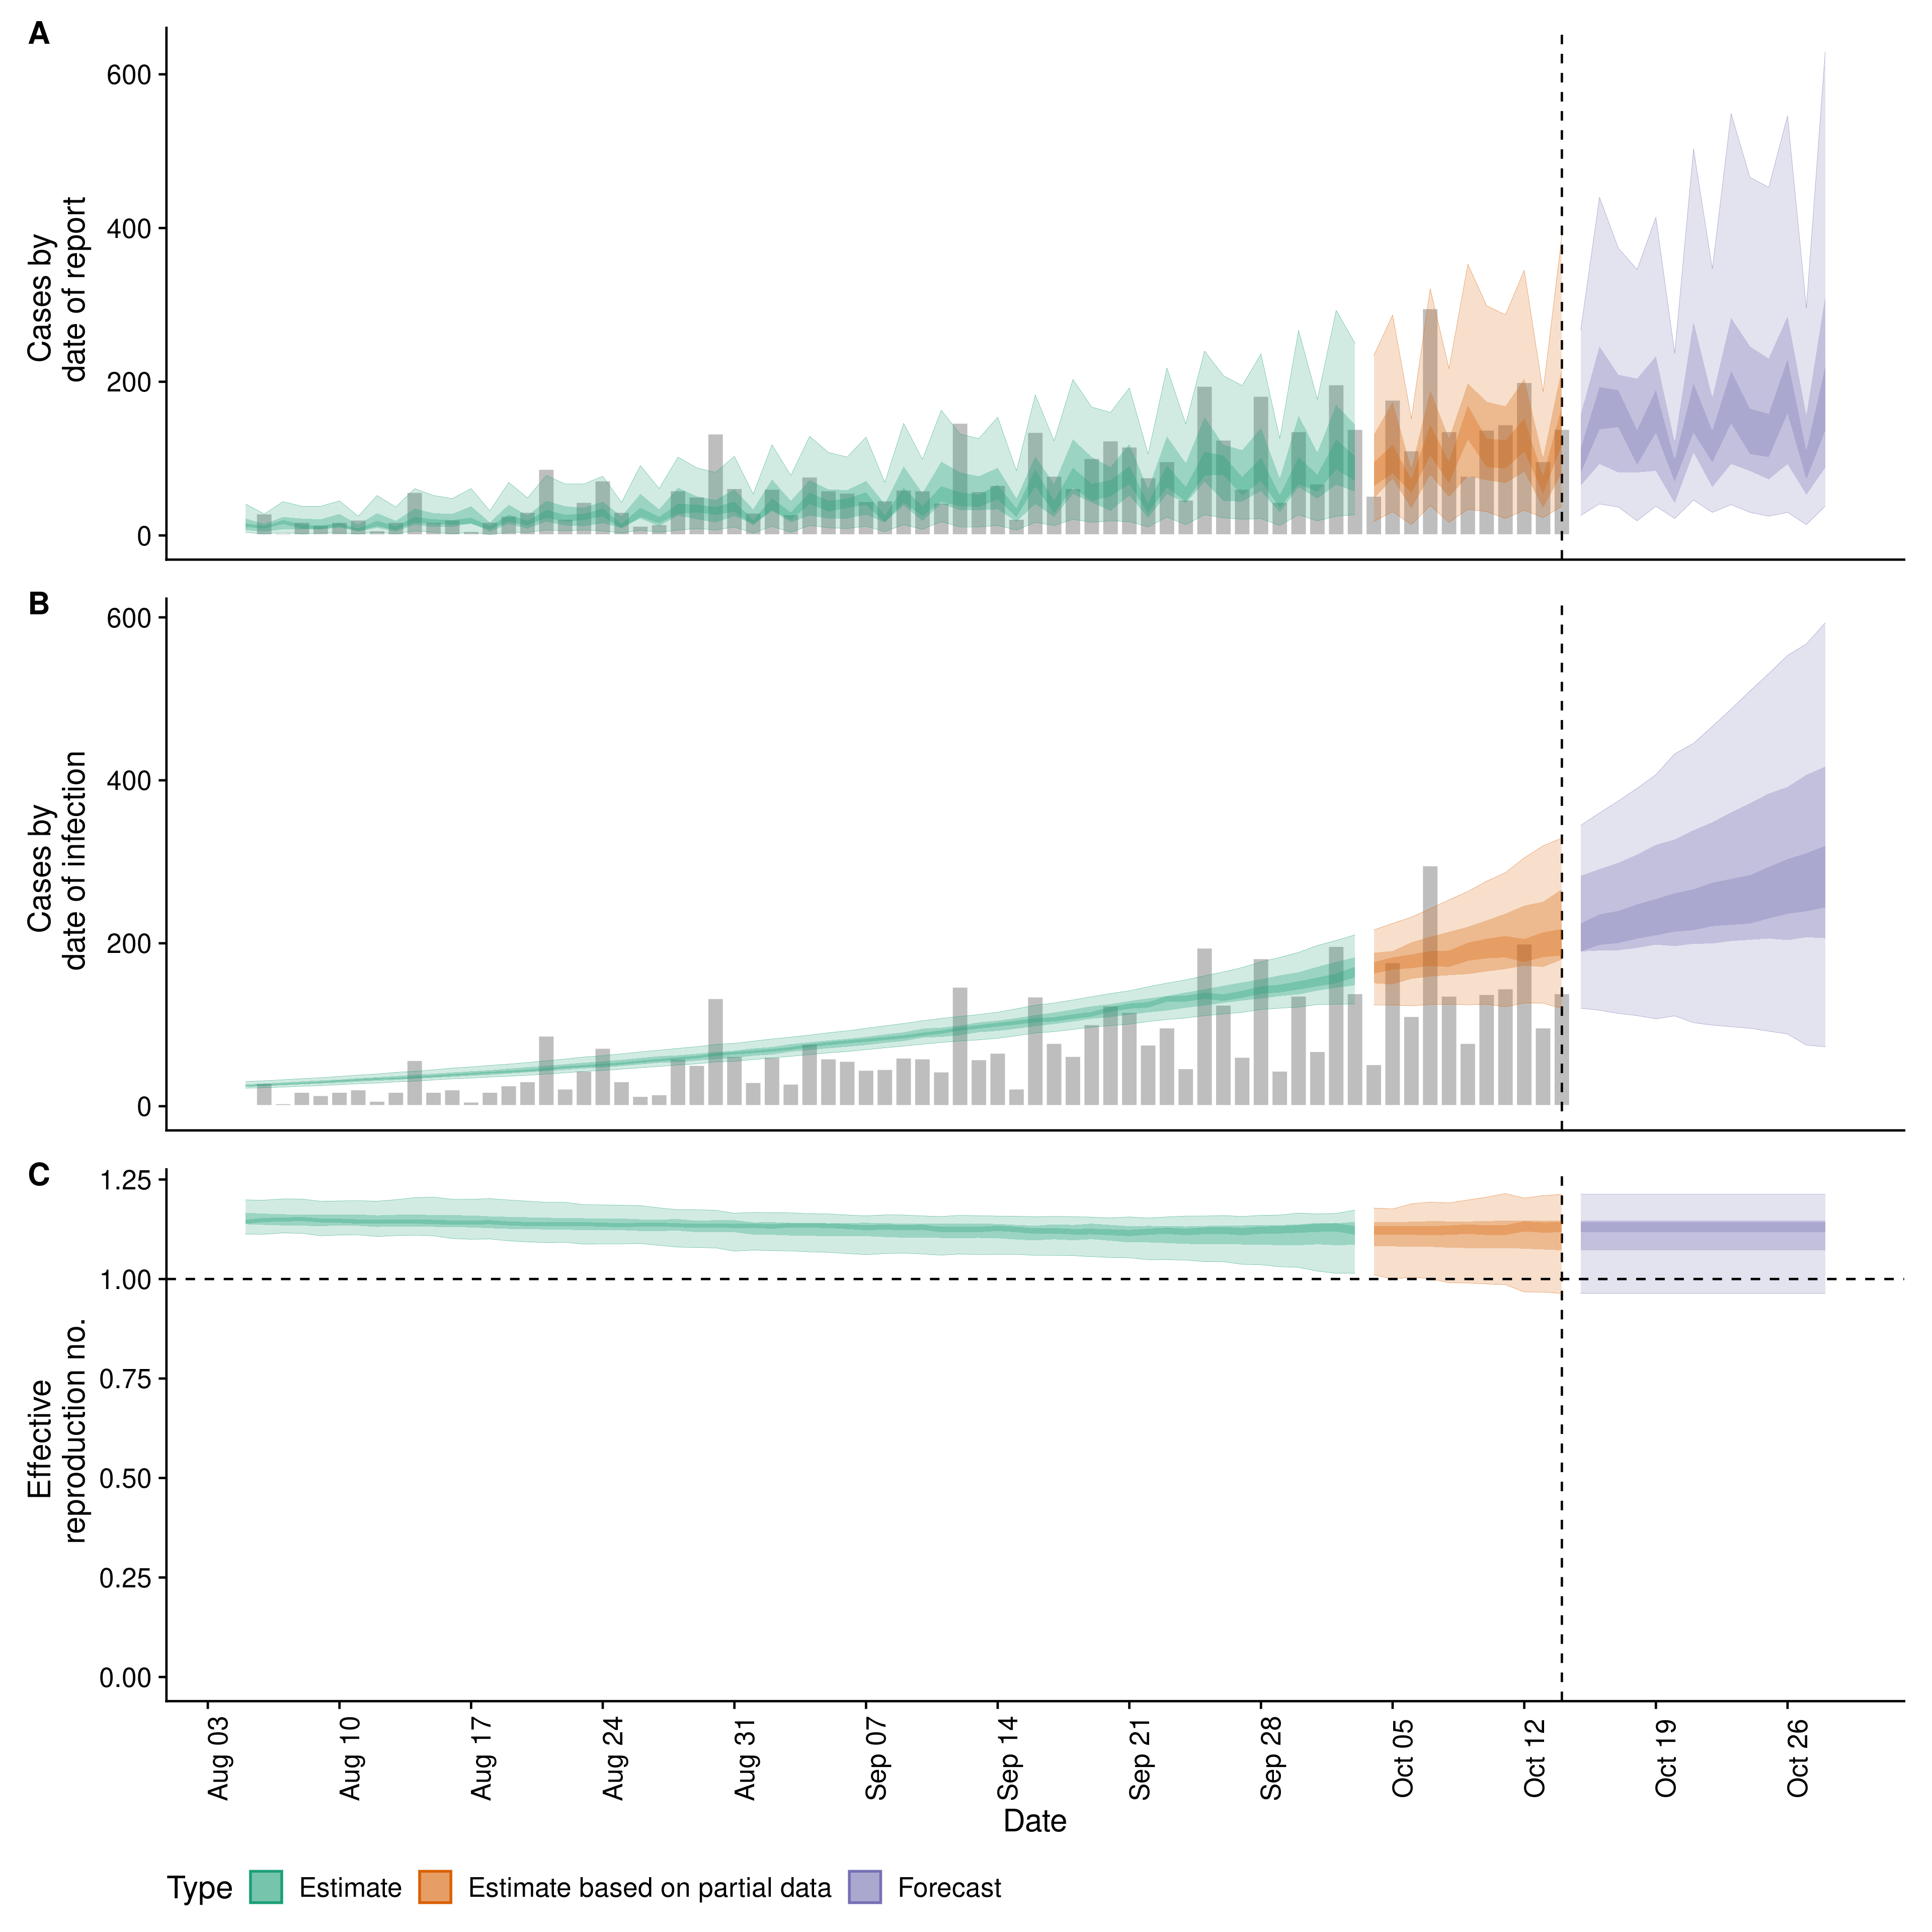 A
Cases by
date of report
600
400
200
0
B
Cases by
date of infection
600
400
200
0
C
Effective
reproduction no.
1.25
1.00
0.75
0.50
0.25
0.00
Aug 03
Aug 10
Aug 17
Aug 24
Aug 31
Sep 07
Sep 14
Sep 21
Sep 28
Oct 05
Oct 12
Oct 19
Oct 26
Date
Type Estimate Estimate based on partial data Forecast